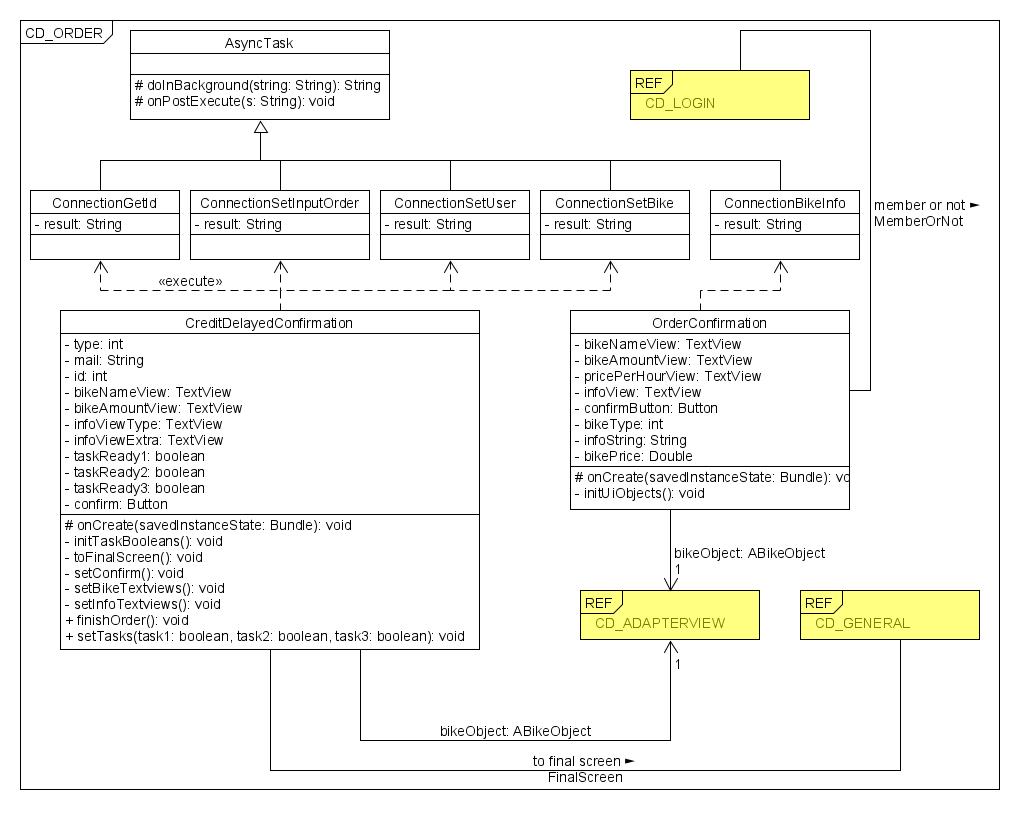 CD_ORDER
AsyncTask
# doInBackground(string: String): String
# onPostExecute(s: String): void
REF
CD_LOGIN
ConnectionGetId
- result: String
ConnectionSetInputOrder
- result: String
ConnectionSetUser
- result: String
ConnectionSetBike
- result: String
ConnectionBikeInfo
- result: String
member or not ►
MemberOrNot
«execute»
CreditDelayedConfirmation
- type: int
- mail: String
- id: int
- bikeNameView: TextView
- bikeAmountView: TextView
- infoViewType: TextView
- infoViewExtra: TextView
- taskReady1: boolean
- taskReady2: boolean
- taskReady3: boolean
- confirm: Button
# onCreate(savedInstanceState: Bundle): void
- initTaskBooleans(): void
- toFinalScreen(): void
- setConfirm(): void
- setBikeTextviews(): void
- setInfoTextviews(): void
+ finishOrder(): void
+ setTasks(task1: boolean, task2: boolean, task3: boolean): void
OrderConfirmation
- bikeNameView: TextView
- bikeAmountView: TextView
- pricePerHourView: TextView
- infoView: TextView
- confirmButton: Button
- bikeType: int
- infoString: String
- bikePrice: Double
# onCreate(savedInstanceState: Bundle): vo
- initUiObjects(): void
bikeObject: ABikeObject
1
REF
CD_ADAPTERVIEW
REF
CD_GENERAL
1
bikeObject: ABikeObject
to final screen ►
FinalScreen